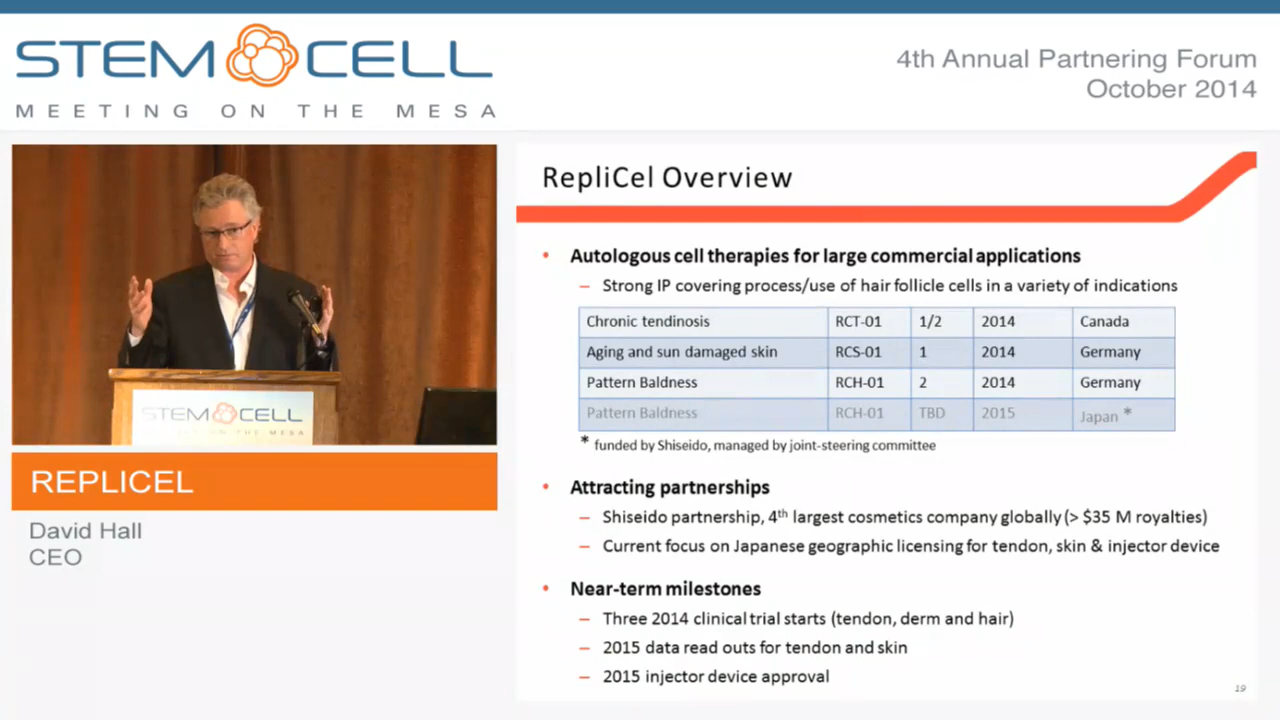 STEM CELL
MEETING ON THE MESA
4th Annual Partnering Forum
October 2014
STEM CELL
MEETING ON THE MESA
REPLICEL
David Hall
CEO
RepliCel Overview
• Autologous cell therapies for large commercial applications
– Strong IP covering process/use of hair follicle cells in a variety of indications
Chronic tendinosis RCT-01 1/2 2014 Canada
Aging and sun damaged skin RCS-01 1 2014 Germany
Pattern Baldness RCH-01 2 2014 Germany
Pattern Baldness RCH-01 TBD 2015 Japan *
* funded by Shiseido, managed by joint-steering committee
• Attracting partnerships
– Shiseido partnership, 4th largest cosmetics company globally (> $35 M royalties)
– Current focus on Japanese geographic licensing for tendon, skin & injector device
• Near-term milestones
– Three 2014 clinical trial starts (tendon, derm and hair)
– 2015 data read outs for tendon and skin
– 2015 injector device approval
19